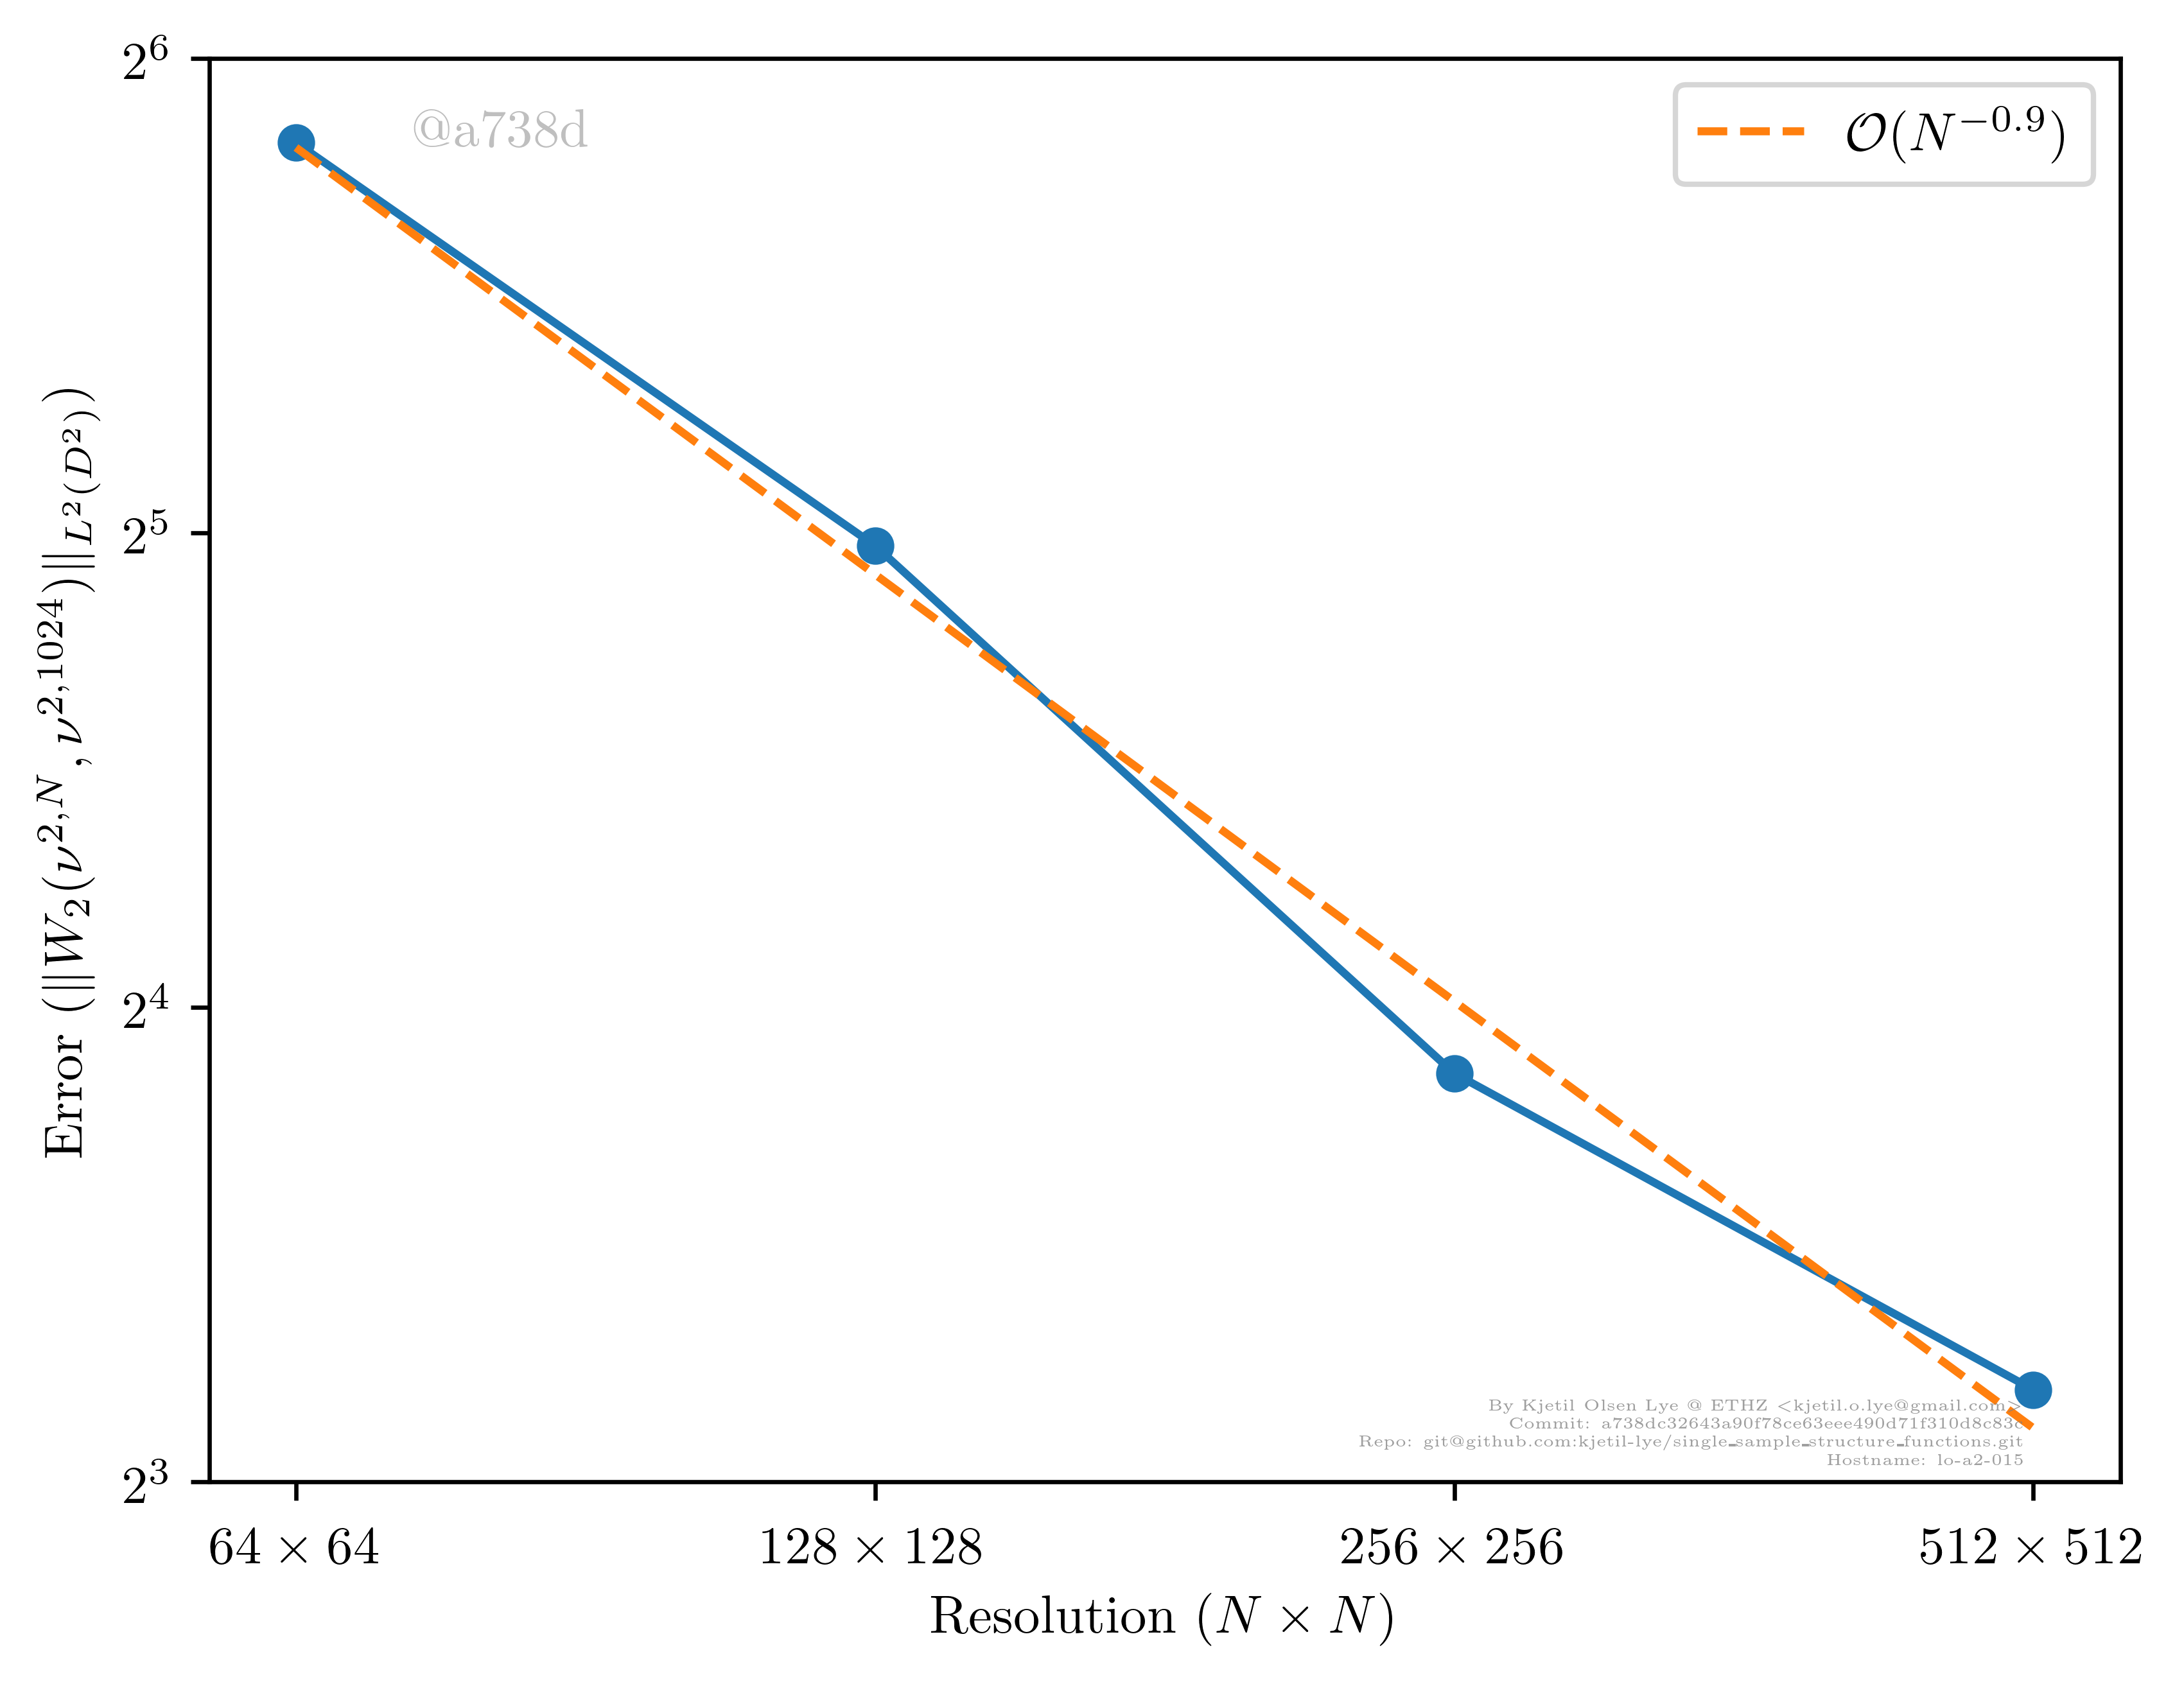 2^6
@a738d
O(N^{-0.9})
2^5
2^4
2^3
Error (||W_2(ν^{2,N}, ν^{2,1024})||_{L^2(D^2)})
By Kjetil Olsen Lye @ ETHZ <kjetil.o.lye@gmail.com>
Commit: a738dc32643a90f78ce63eee490d71f310d8c83c
Repo: git@github.com:kjetil-lye/single_sample_structure_functions.git
Hostname: lo-a2-015
64 × 64
128 × 128
256 × 256
512 × 512
Resolution (N × N)